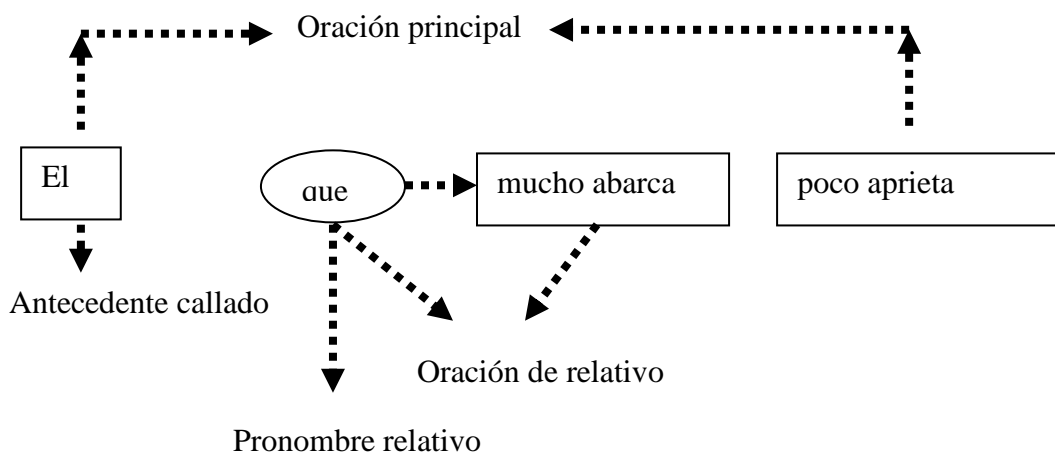 Oración principal
El
que
mucho abarca
poco aprieta
Antecedente callado
Oración de relativo
Pronombre relativo